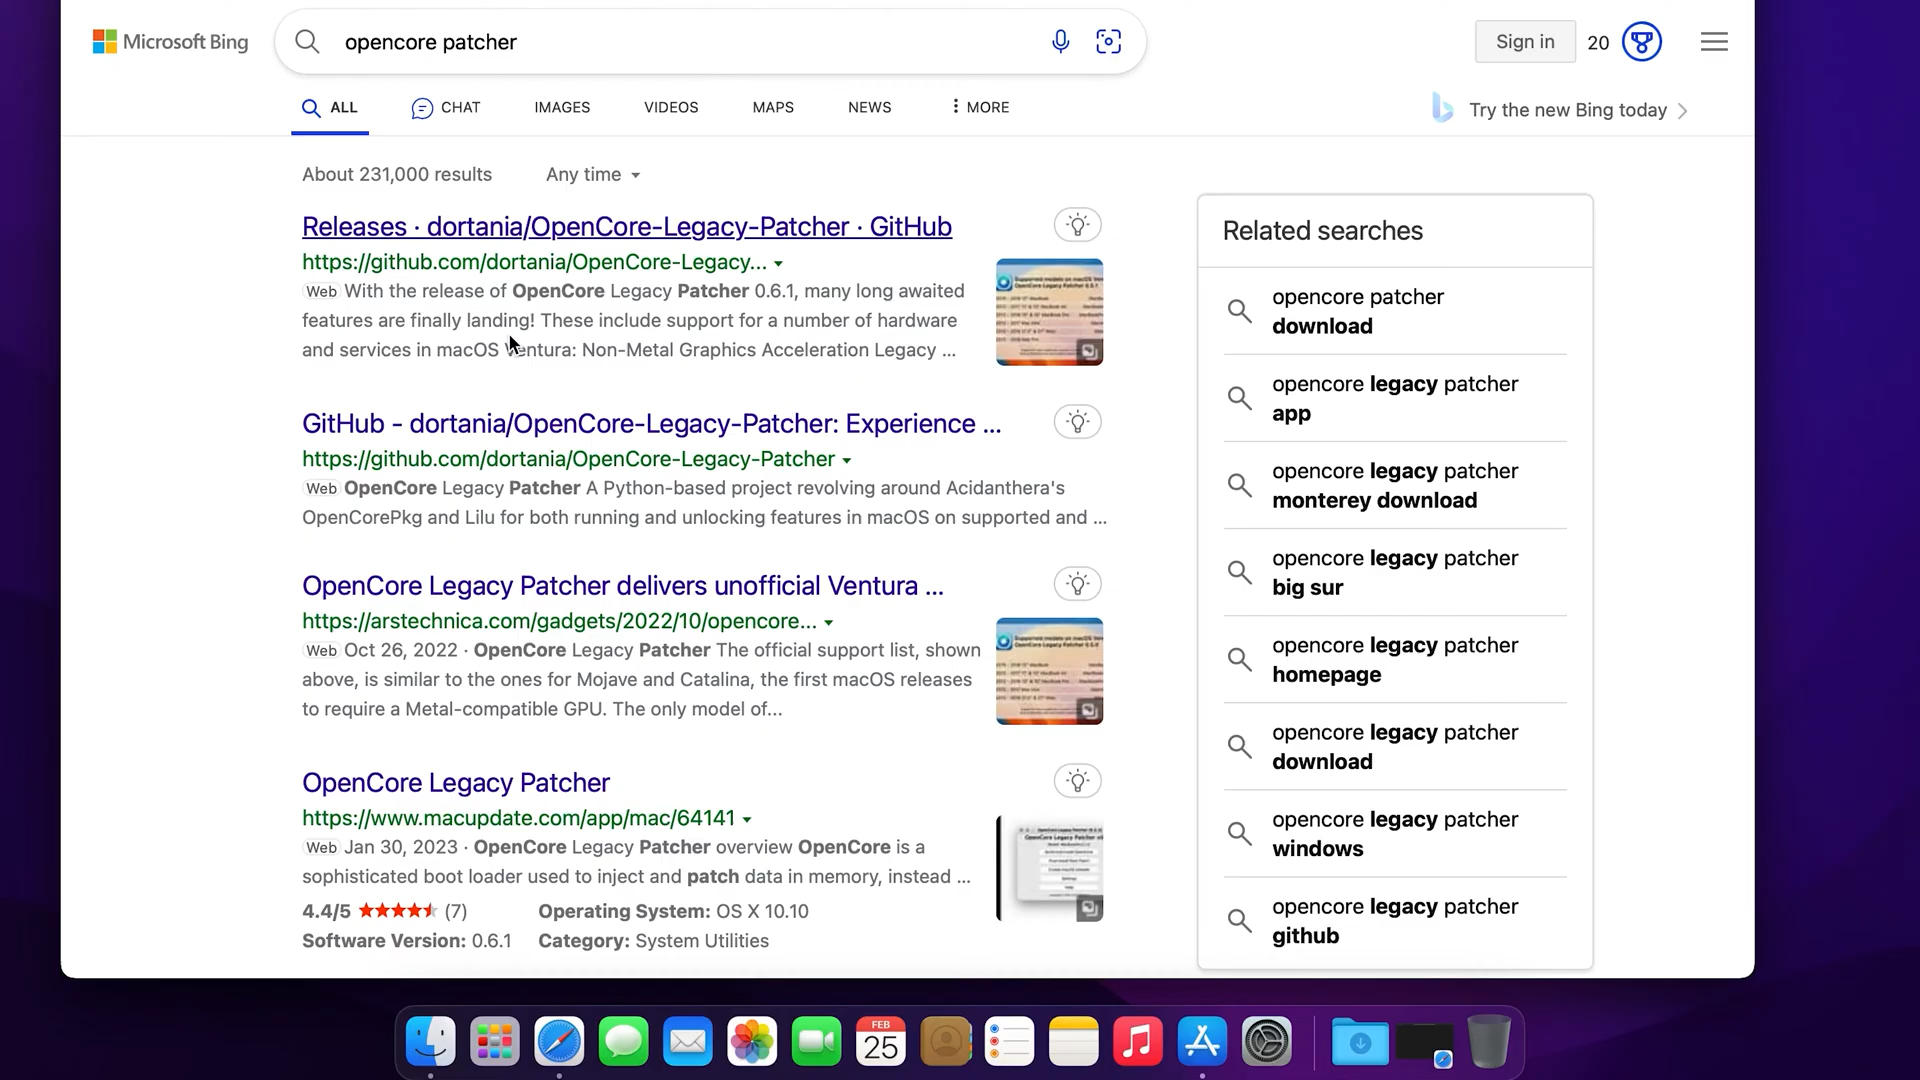 Microsoft Bing
opencore patcher
Sign in
20
ALL
CHAT
IMAGES
VIDEOS
MAPS
NEWS
MORE
Try the new Bing today
About 231,000 results
Any time
Releases · dortania/OpenCore-Legacy-Patcher · GitHub
https://github.com/dortania/OpenCore-Legacy...
Web With the release of OpenCore Legacy Patcher 0.6.1, many long awaited
features are finally landing! These include support for a number of hardware
and services in macOS Ventura: Non-Metal Graphics Acceleration Legacy ...
GitHub - dortania/OpenCore-Legacy-Patcher: Experience ...
https://github.com/dortania/OpenCore-Legacy-Patcher
Web OpenCore Legacy Patcher A Python-based project revolving around Acidanthera's
OpenCorePkg and Lilu for both running and unlocking features in macOS on supported and ...
OpenCore Legacy Patcher delivers unofficial Ventura ...
https://arstechnica.com/gadgets/2022/10/opencore...
Web Oct 26, 2022 · OpenCore Legacy Patcher The official support list, shown
above, is similar to the ones for Mojave and Catalina, the first macOS releases
to require a Metal-compatible GPU. The only model of...
OpenCore Legacy Patcher
https://www.macupdate.com/app/mac/64141
Web Jan 30, 2023 · OpenCore Legacy Patcher overview OpenCore is a
sophisticated boot loader used to inject and patch data in memory, instead ...
4.4/5 (7)
Operating System: OS X 10.10
Software Version: 0.6.1
Category: System Utilities
Related searches
opencore patcher
download
opencore legacy patcher
app
opencore legacy patcher
monterey download
opencore legacy patcher
big sur
opencore legacy patcher
homepage
opencore legacy patcher
download
opencore legacy patcher
windows
opencore legacy patcher
github
FEB
25